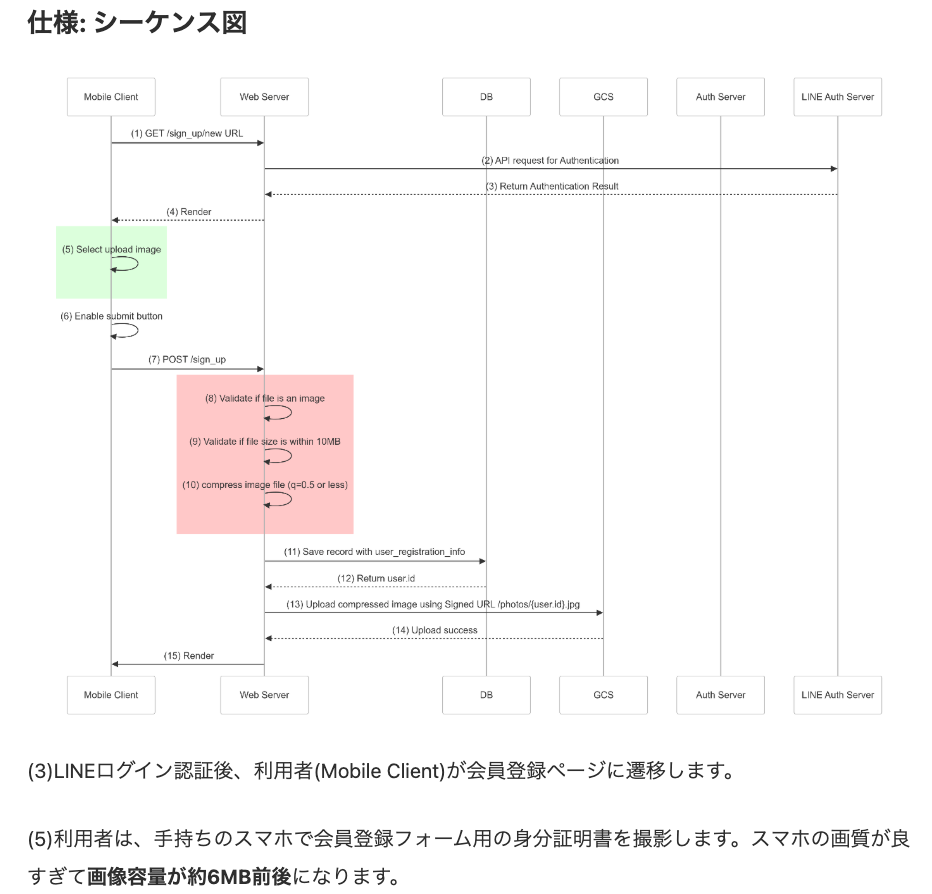 仕様: シーケンス図
Mobile Client
Web Server
DB
GCS
Auth Server
LINE Auth Server
(1) GET /sign_up/new URL
(2) API request for Authentication
(3) Return Authentication Result
(4) Render
(5) Select upload image
(6) Enable submit button
(7) POST /sign_up
(8) Validate if file is an image
(9) Validate if file size is within 10MB
(10) compress image file (q=0.5 or less)
(11) Save record with user_registration_info
(12) Return user.id
(13) Upload compressed image using Signed URL /photos/{user.id}.jpg
(14) Upload success
(15) Render
Mobile Client
Web Server
DB
GCS
Auth Server
LINE Auth Server
(3)LINEログイン認証後、利用者(Mobile Client)が会員登録ページに遷移します。
(5)利用者は、手持ちのスマホで会員登録フォーム用の身分証明書を撮影します。スマホの画質が良
すぎて画像容量が約6MB前後になります。